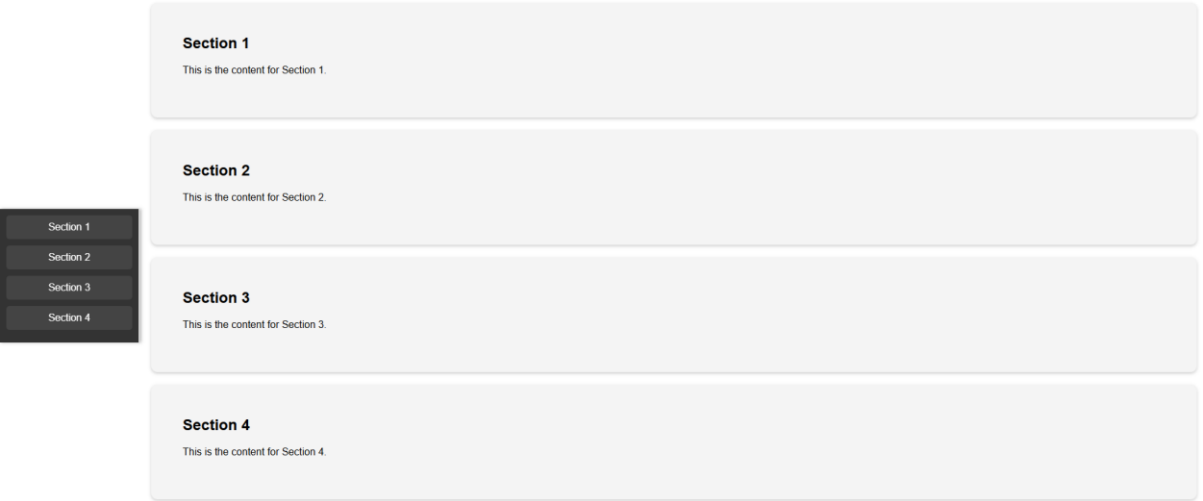 Section 1
Section 2
Section 3
Section 4
Section 1
This is the content for Section 1.
Section 2
This is the content for Section 2.
Section 3
This is the content for Section 3.
Section 4
This is the content for Section 4.